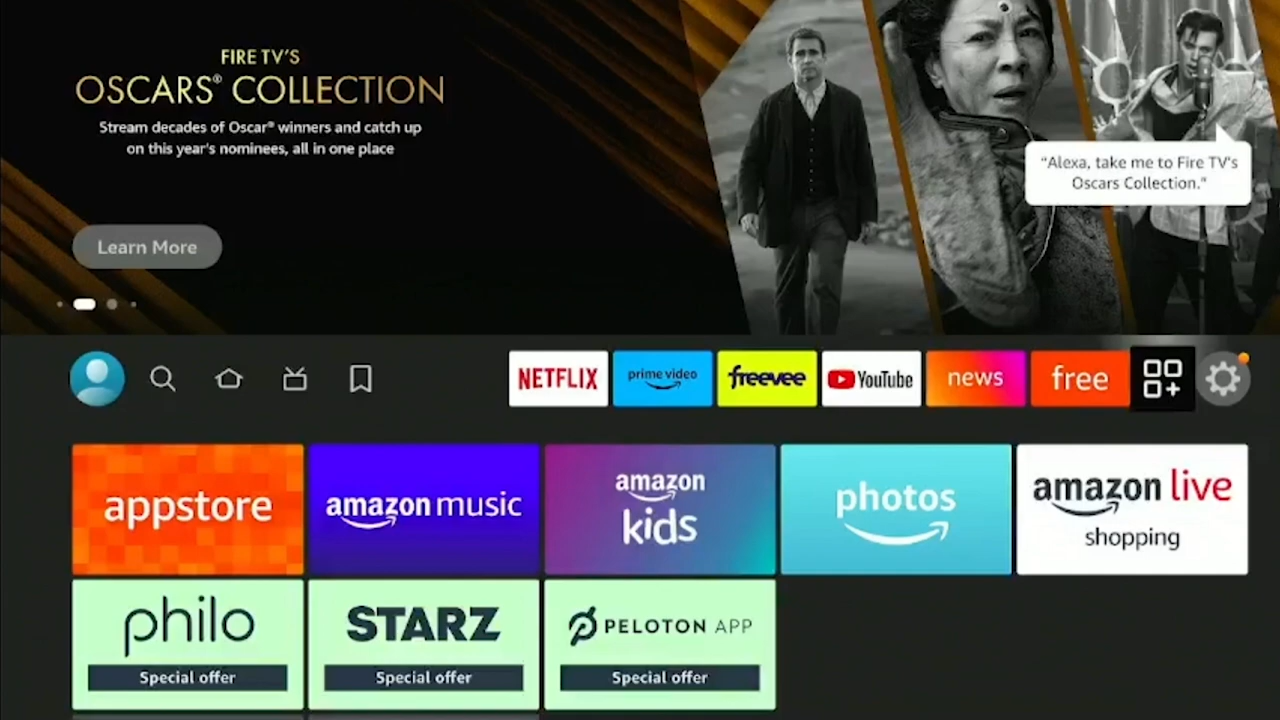 FIRE TV'S
OSCARS® COLLECTION
Stream decades of Oscar® winners and catch up
on this year's nominees, all in one place
"Alexa, take me to Fire TV's
Oscars Collection."
Learn More
NETFLIX
prime video
freevee
YouTube
news
free
appstore
amazon music
amazon
kids
photos
amazon live
shopping
philo
Special offer
STARZ
Special offer
PELOTON APP
Special offer